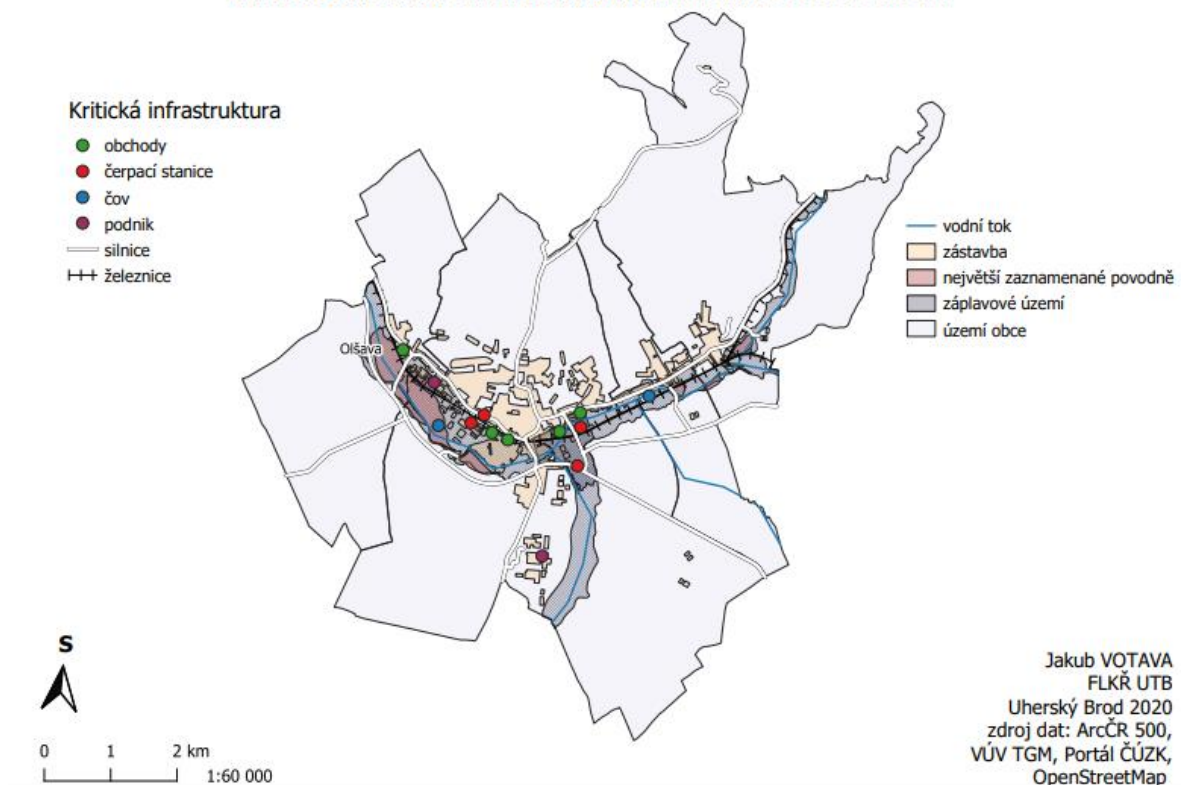 Kritická infrastruktura
obchody
čerpací stanice
čov
podnik
silnice
železnice
vodní tok
zástavba
největší zaznamenané povodně
záplavové území
území obce
Olšava
S
0 1 2 km
1:60 000
Jakub VOTAVA
FLKŘ UTB
Uherský Brod 2020
zdroj dat: ArcČR 500,
VÚV TGM, Portál ČÚZK,
OpenStreetMap